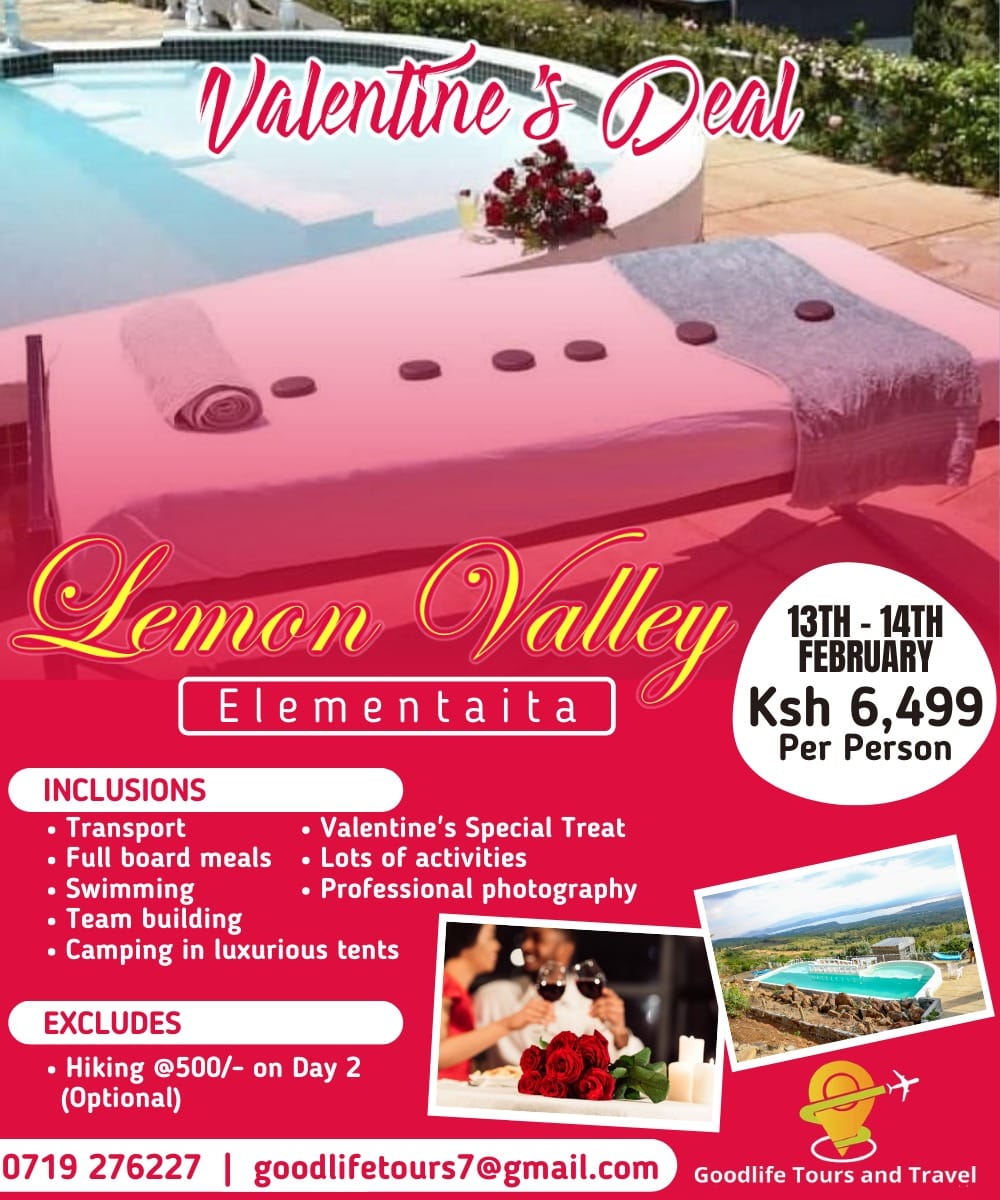 Valentine's Deal
Lemon Valley
Elementaita
13TH - 14TH
FEBRUARY
Ksh 6,499
Per Person
INCLUSIONS
• Transport
• Full board meals
• Swimming
• Team building
• Camping in luxurious tents
• Valentine's Special Treat
• Lots of activities
• Professional photography
EXCLUDES
• Hiking @500/- on Day 2
(Optional)
0719 276227 | goodlifetours7@gmail.com
Goodlife Tours and Travel